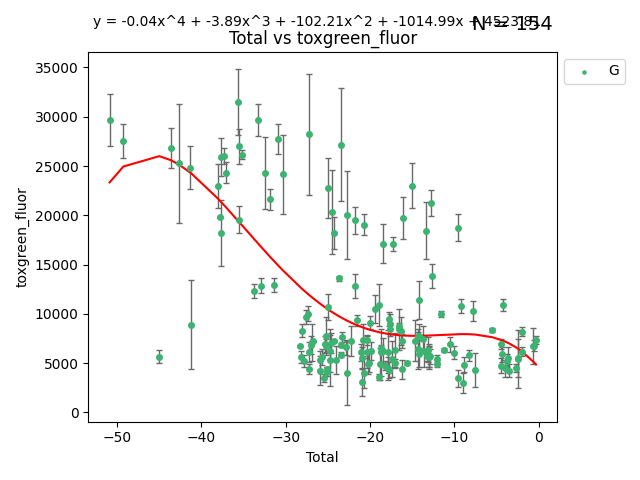 y = -0.04x^4 + -3.89x^3 + -102.21x^2 + -1014.99x + 4523.81
N = 154
Total vs toxgreen_fluor
G
35000
30000
25000
20000
15000
10000
5000
0
toxgreen_fluor
−50 −40 −30 −20 −10 0
Total